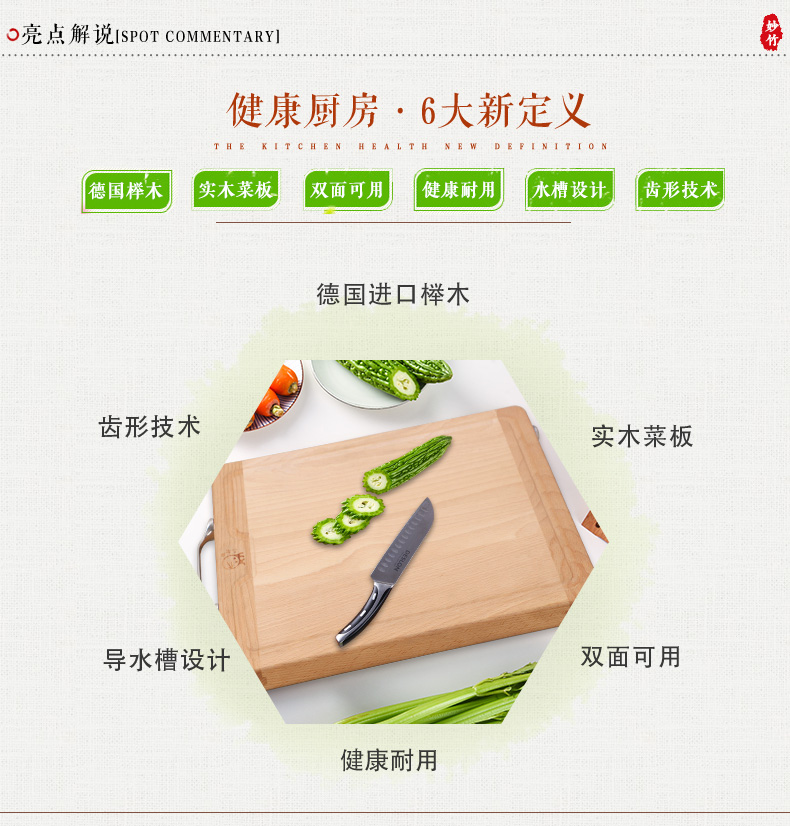 亮点解说[SPOT COMMENTARY]
妙竹
健康厨房·6大新定义
THE KITCHEN HEALTH NEW DEFINITION
德国榉木 实木菜板 双面可用 健康耐用 水槽设计 齿形技术
德国进口榉木
齿形技术
实木菜板
导水槽设计
双面可用
健康耐用